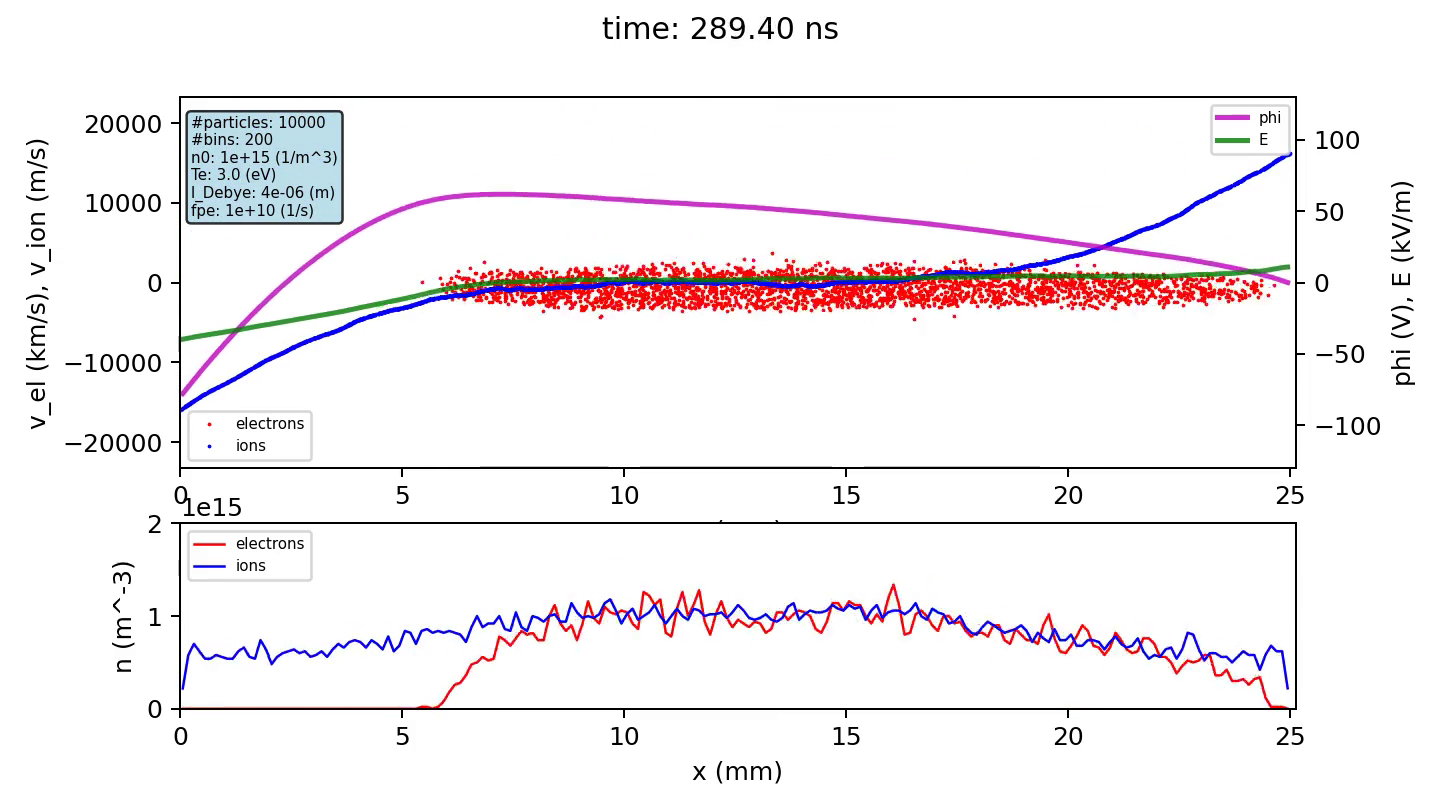 time: 289.40 ns
v_el (km/s), v_ion (m/s)
20000
10000
0
−10000
−20000
#particles: 10000
#bins: 200
n0: 1e+15 (1/m^3)
Te: 3.0 (eV)
l_Debye: 4e-06 (m)
fpe: 1e+10 (1/s)
phi
E
electrons
ions
100
50
0
−50
−100
phi (V), E (kV/m)
0 5 10 15 20 25
1e15
n (m^-3)
2
1
0
electrons
ions
0 5 10 15 20 25
x (mm)